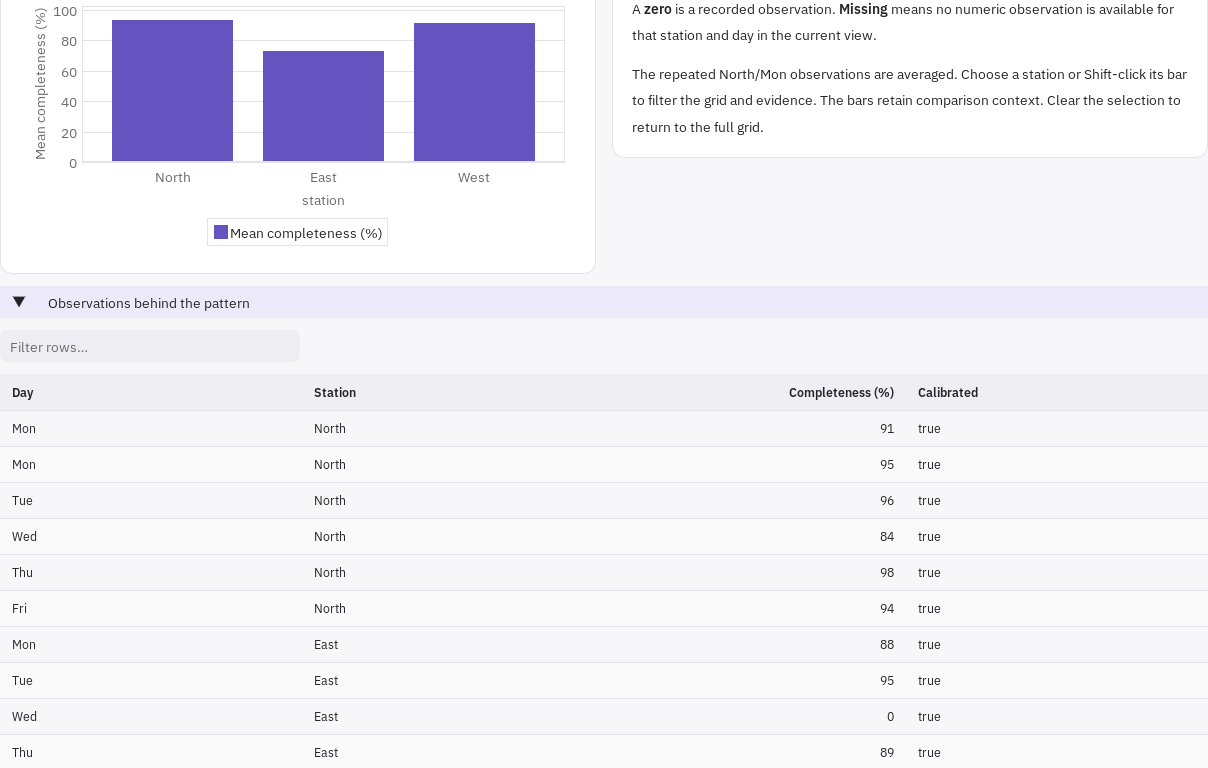 Mean completeness (%)
100
80
60
40
20
0
North East West
station
Mean completeness (%)
A zero is a recorded observation. Missing means no numeric observation is available for
that station and day in the current view.
The repeated North/Mon observations are averaged. Choose a station or Shift-click its bar
to filter the grid and evidence. The bars retain comparison context. Clear the selection to
return to the full grid.
Observations behind the pattern
Filter rows...
Day Station Completeness (%) Calibrated
Mon North 91 true
Mon North 95 true
Tue North 96 true
Wed North 84 true
Thu North 98 true
Fri North 94 true
Mon East 88 true
Tue East 95 true
Wed East 0 true
Thu East 89 true